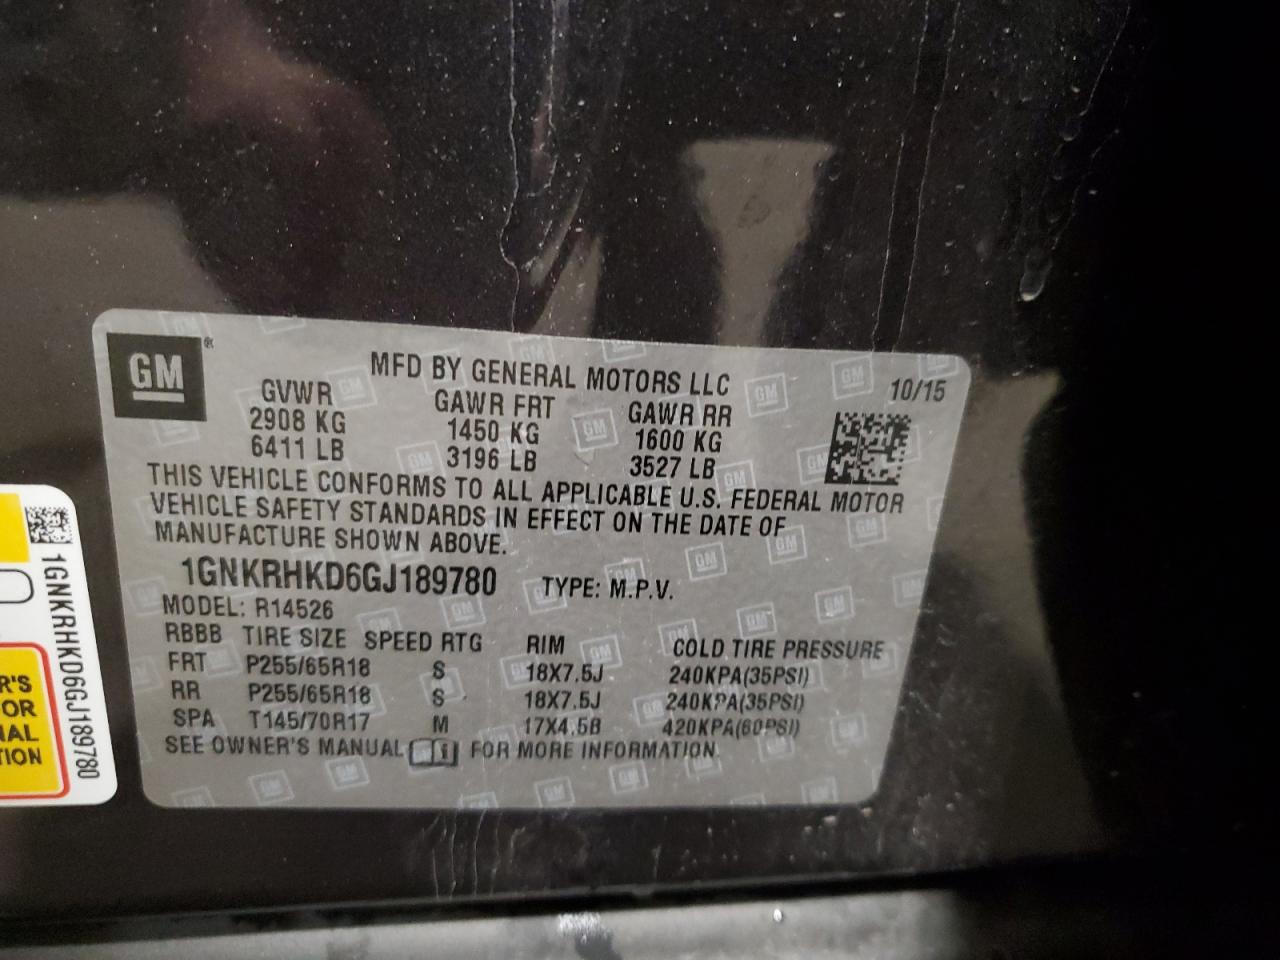 GM®
MFD BY GENERAL MOTORS LLC
10/15
GVWR GAWR FRT GAWR RR
2908 KG 1450 KG 1600 KG
6411 LB 3196 LB 3527 LB
THIS VEHICLE CONFORMS TO ALL APPLICABLE U.S. FEDERAL MOTOR
VEHICLE SAFETY STANDARDS IN EFFECT ON THE DATE OF
MANUFACTURE SHOWN ABOVE.
1GNKRHKD6GJ189780 TYPE: M.P.V.
MODEL: R14526
RBBB TIRE SIZE SPEED RTG RIM COLD TIRE PRESSURE
FRT P255/65R18 S 18X7.5J 240KPA(35PSI)
RR P255/65R18 S 18X7.5J 240KPA(35PSI)
SPA T145/70R17 M 17X4.5B 420KPA(60PSI)
SEE OWNER'S MANUAL FOR MORE INFORMATION
1GNKRHKD6GJ189780
R'S
OR
NAL
TION